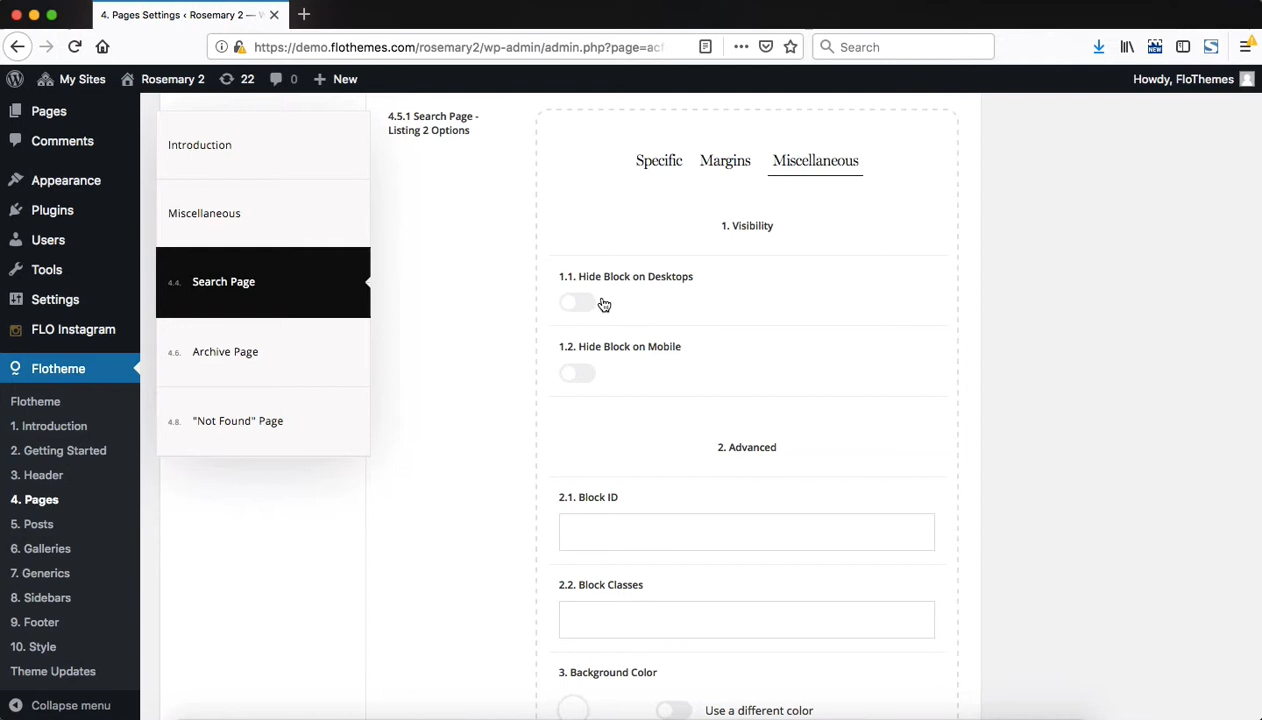 4. Pages Settings ‹ Rosemary 2 —
https://demo.flothemes.com/rosemary2/wp-admin/admin.php?page=acf
Search
NEW
My Sites
Rosemary 2
22
0
New
Howdy, FloThemes
Pages
Comments
Appearance
Plugins
Users
Tools
Settings
FLO Instagram
Flotheme
Flotheme
1. Introduction
2. Getting Started
3. Header
4. Pages
5. Posts
6. Galleries
7. Generics
8. Sidebars
9. Footer
10. Style
Theme Updates
Collapse menu
Introduction
Miscellaneous
4.4. Search Page
4.6. Archive Page
4.8. "Not Found" Page
4.5.1 Search Page -
Listing 2 Options
Specific Margins Miscellaneous
1. Visibility
1.1. Hide Block on Desktops
1.2. Hide Block on Mobile
2. Advanced
2.1. Block ID
2.2. Block Classes
3. Background Color
Use a different color